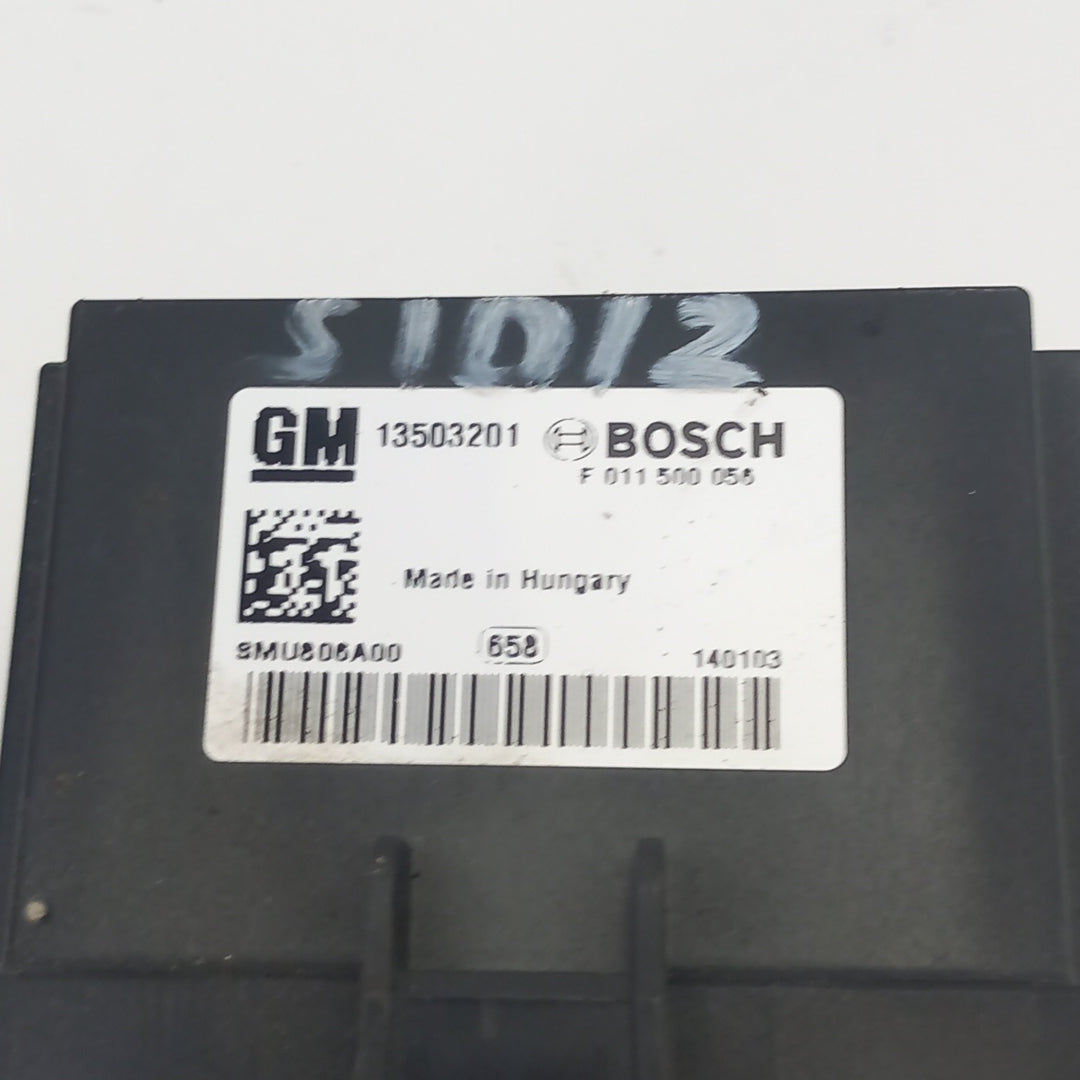 S1012
GM 13503201 BOSCH
F 011 500 056
Made in Hungary
SMU806A00 658 140103